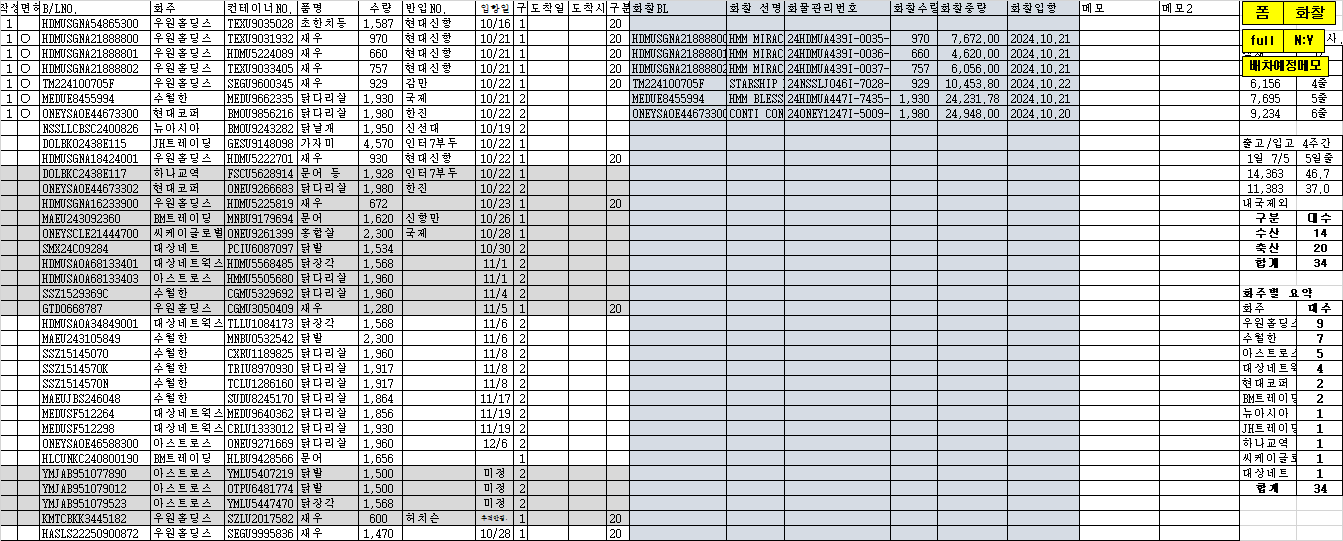 작성 면허 B/LNO. 화주 컨테이너NO. 품명 수량 반입NO. 입항일 구 도착일 도착시 구분 화찰BL 화찰 선명 화물관리번호 화찰수량 화찰중량 화찰입항 메모 메모2 폼 화찰
1 HDMUSGNA54865300 우원홀딩스 TEXU9035028 초한치등 1,587 현대신항 10/16 1 20
1 ○ HDMUSGNA21888800 우원홀딩스 TEXU9031932 새우 970 현대신항 10/21 1 20 HDMUSGNA21888800 HMM MIRAC 24HDMUA439I-0035- 970 7,672.00 2024.10.21 full N:Y 사.
1 ○ HDMUSGNA21888801 우원홀딩스 HDMU5224089 새우 660 현대신항 10/21 1 20 HDMUSGNA21888801 HMM MIRAC 24HDMUA439I-0036- 660 4,620.00 2024.10.21
1 ○ HDMUSGNA21888802 우원홀딩스 TEXU9033405 새우 757 현대신항 10/21 1 20 HDMUSGNA21888802 HMM MIRAC 24HDMUA439I-0037- 757 6,056.00 2024.10.21 배차예정메모
1 ○ TM224100705F 우원홀딩스 SEGU9600345 새우 929 감만 10/22 1 20 TM224100705F STARSHIP 24NSSLJ046I-7028- 929 10,453.80 2024.10.22 6,156 4줄
1 ○ MEDUE8455994 수월한 MEDU9662335 닭다리살 1,930 국제 10/21 2 MEDUE8455994 HMM BLESS 24HDMUA447I-7435- 1,930 24,231.78 2024.10.21 7,695 5줄
1 ○ ONEYSAOE44673300 현대코퍼 BMOU9856216 닭다리살 1,980 한진 10/22 2 ONEYSAOE44673300 CONTI CON 24ONEY1247I-5009- 1,980 24,948.00 2024.10.20 9,234 6줄
NSSLLCBSC2400826 뉴아시아 BMOU9243282 닭날개 1,950 신선대 10/19 2
DOLBKO2438E115 JH트레이딩 GESU9148098 가자미 4,570 인터7부두 10/22 1 출고/입고 4주간
HDMUSGNA18424001 우원홀딩스 HDMU5222701 새우 930 현대신항 10/22 1 20 1일 7/5 5일줄
DOLBKC2438E117 하나교역 FSCU5628914 문어 등 1,928 인터7부두 10/22 1 14,363 46.7
ONEYSAOE44673302 현대코퍼 ONEU9266683 닭다리살 1,980 한진 10/22 2 11,383 37.0
HDMUSGNA16233900 우원홀딩스 HDMU5225819 새우 672 10/23 1 20 내국제외
MAEU243092360 BM트레이딩 MNBU9179694 문어 1,620 신항만 10/26 1 구분 대수
ONEYSCLE21444700 씨케이글로벌 ONEU9261399 홍합살 2,300 국제 10/28 1 수산 14
SMX24C09284 대상네트 PCIU6087097 닭발 1,534 10/30 2 축산 20
HDMUSAOA68133401 대상네트웍스 HDMU5568485 닭장각 1,568 11/1 2 합계 34
HDMUSAOA68133403 아스트로스 HMMU5505680 닭다리살 1,960 11/1 2
SSZ1529369C 수월한 CGMU5329692 닭다리살 1,960 11/4 2 화주별 요약
GTD0668787 우원홀딩스 CGMU3050409 새우 1,280 11/5 1 20 화주 대수
HDMUSAOA34849001 대상네트웍스 TLLU1084173 닭장각 1,568 11/6 2 우원홀딩스 9
MAEU243105849 수월한 MNBU0532542 닭발 2,300 11/6 2 수월한 7
SSZ15145070 수월한 CXRU1189825 닭다리살 1,960 11/8 2 아스트로스 5
SSZ1514570K 수월한 TRIU8970930 닭다리살 1,917 11/8 2 대상네트웍 4
SSZ1514570N 수월한 TCLU1286160 닭다리살 1,917 11/8 2 현대코퍼 2
MAEUJBS246048 수월한 SUDU8245170 닭다리살 1,864 11/17 2 BM트레이딩 2
MEDUSF512264 대상네트웍스 MEDU9640362 닭다리살 1,856 11/19 2 뉴아시아 1
MEDUSF512298 대상네트웍스 CRLU1333012 닭다리살 1,930 11/19 2 JH트레이딩 1
ONEYSAOE46588300 아스트로스 ONEU9271669 닭다리살 1,960 12/6 2 하나교역 1
HLCUNKC240800190 BM트레이딩 HLBU9428566 문어 1,656 1 씨케이글로 1
YMJAB951077890 아스트로스 YMLU5407219 닭발 1,500 미정 2 대상네트 1
YMJAB951079012 아스트로스 OTPU6481774 닭발 1,500 미정 2 합계 34
YMJAB951079523 아스트로스 YMLU5447470 닭장각 1,568 미정 2
KMTCBKK3445182 우원홀딩스 SZLU2017582 새우 600 허치슨 1 20
HASLS22250900872 우원홀딩스 SEGU9995836 새우 1,470 10/28 1 20